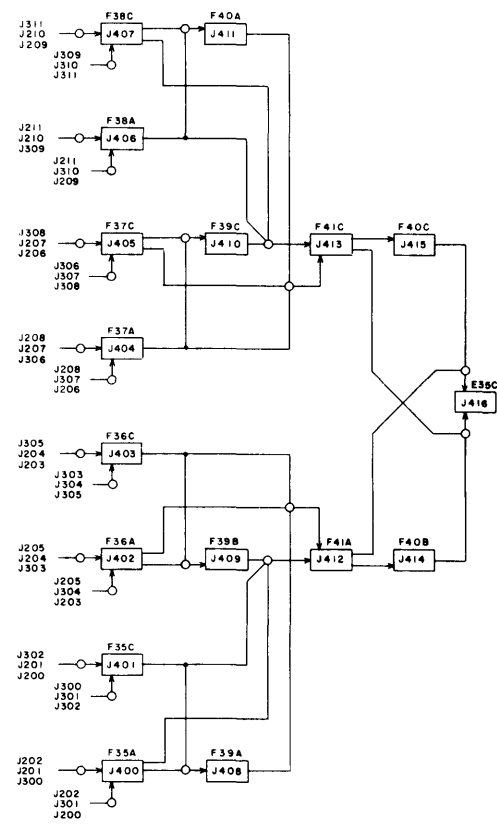 F38C
F40A
J311
J210
J209
J407
J411
J309
J310
J311
F38A
J211
J210
J309
J406
J211
J310
J209
F37C
F39C
F41C
F40C
J308
J207
J206
J405
J410
J413
J415
J306
J307
J308
F37A
J208
J207
J306
J404
J208
J307
J206
E35C
J416
F36C
J305
J204
J203
J403
J303
J304
J305
F36A
F39B
F41A
F40B
J205
J204
J303
J402
J409
J412
J414
J205
J304
J203
F35C
J302
J201
J200
J401
J300
J301
J302
F35A
F39A
J202
J201
J300
J400
J408
J202
J301
J200